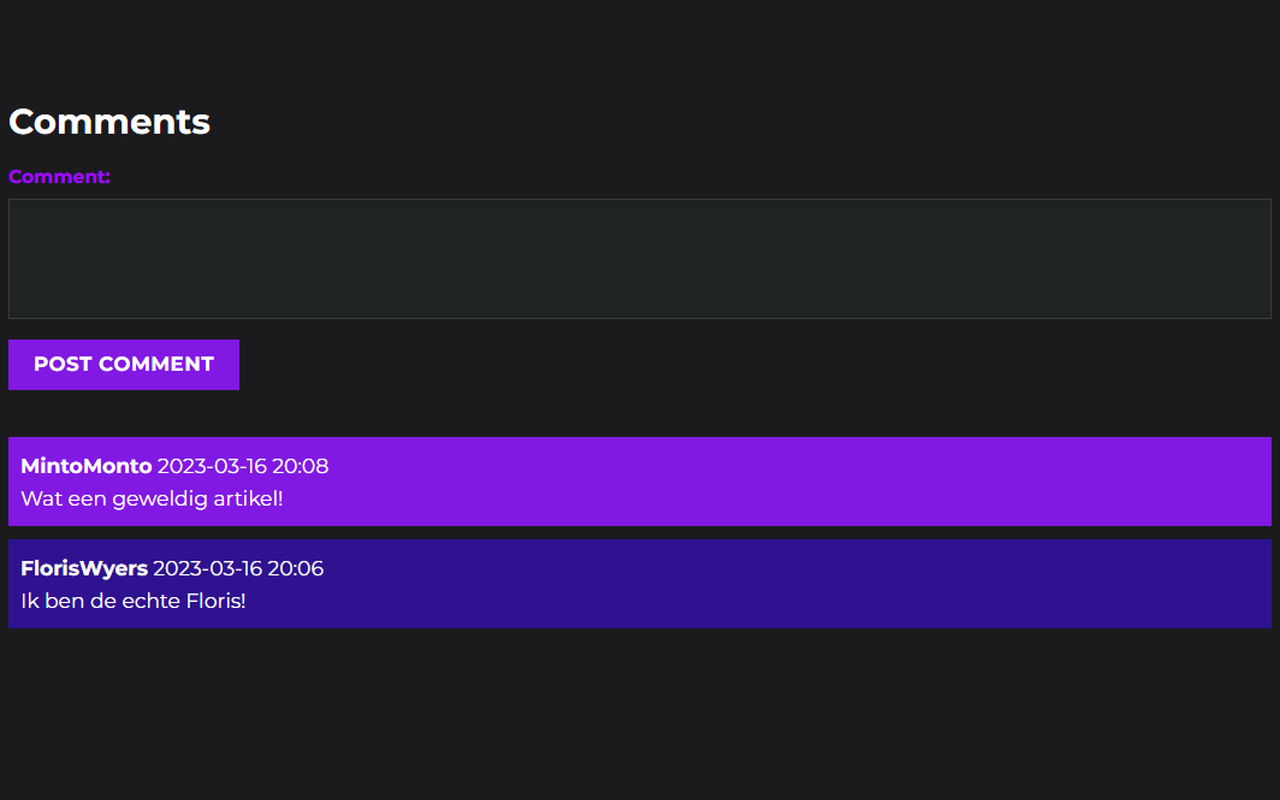 Comments
Comment:
POST COMMENT
MintoMonto 2023-03-16 20:08
Wat een geweldig artikel!
FlorisWyers 2023-03-16 20:06
Ik ben de echte Floris!